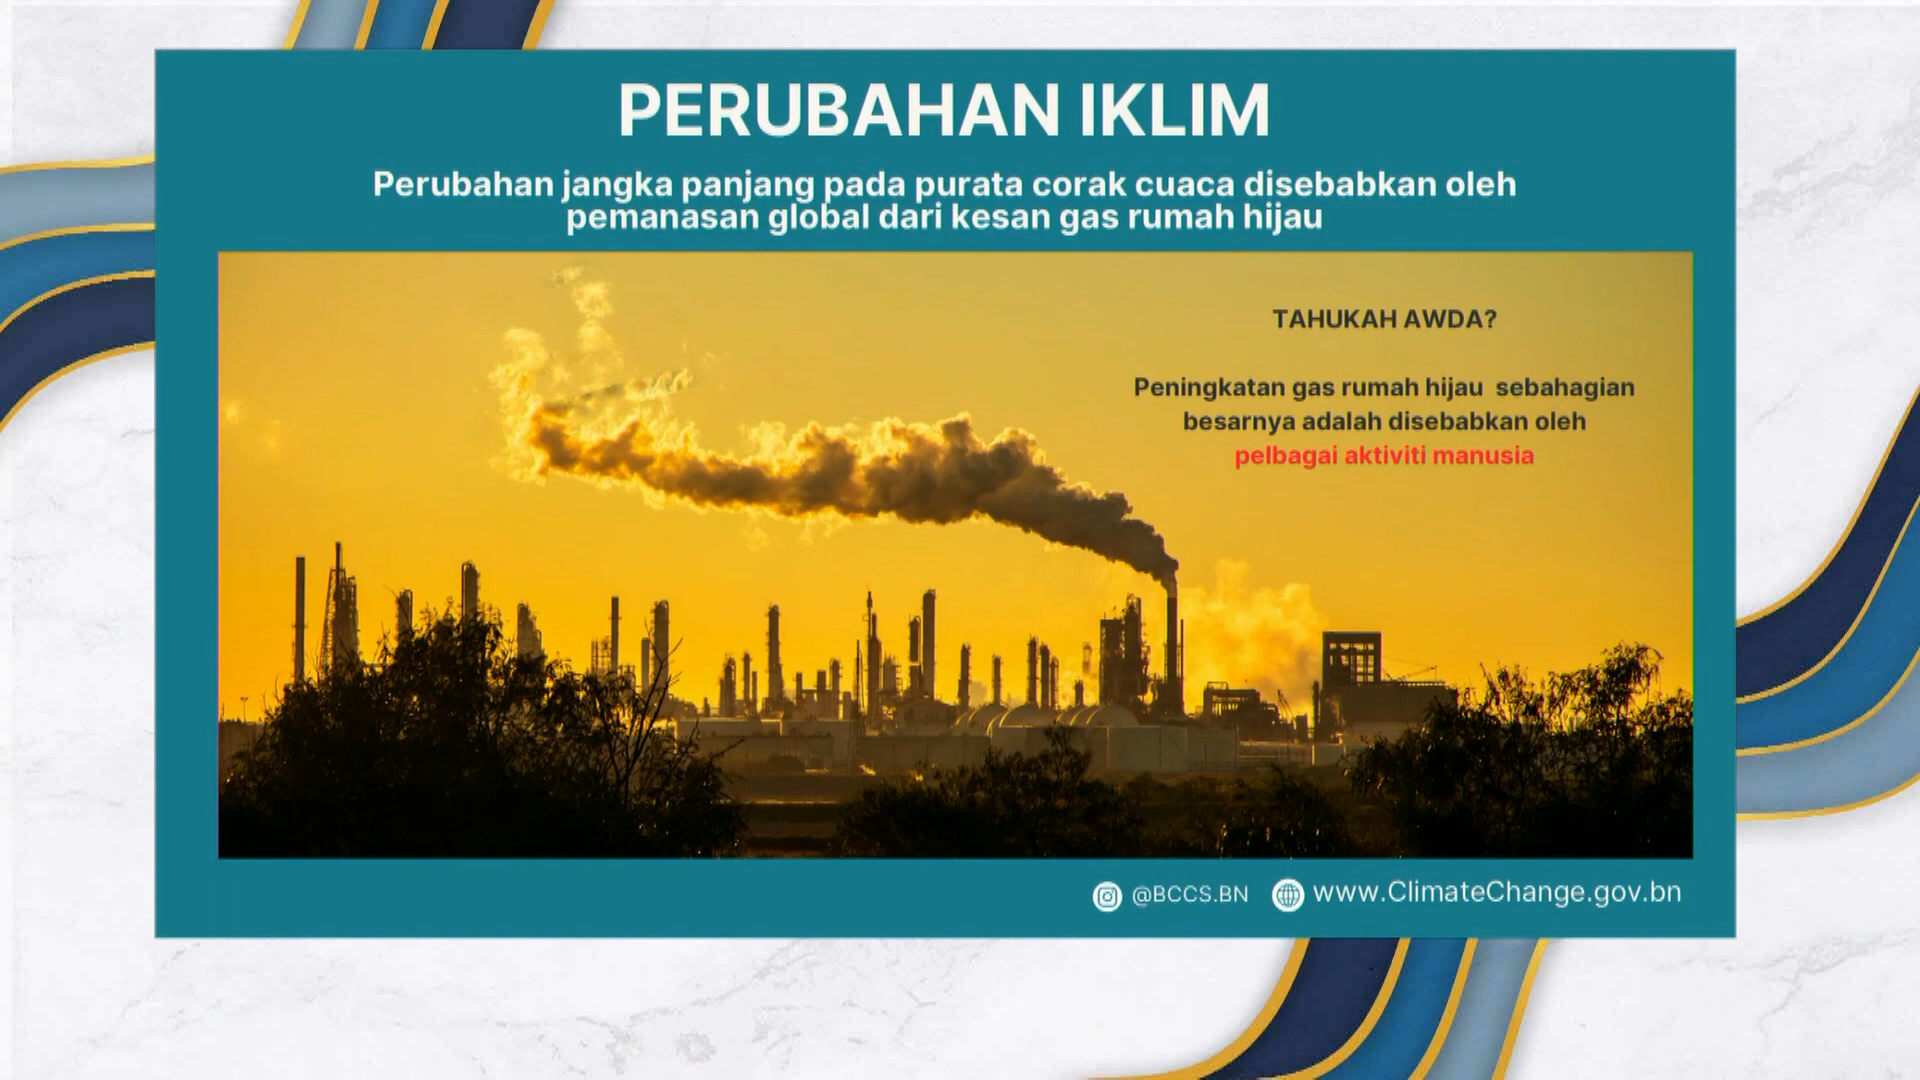 PERUBAHAN IKLIM
Perubahan jangka panjang pada purata corak cuaca disebabkan oleh
pemanasan global dari kesan gas rumah hijau
TAHUKAH AWDA?
Peningkatan gas rumah hijau sebahagian
besarnya adalah disebabkan oleh
pelbagai aktiviti manusia
@BCCS.BN
www.ClimateChange.gov.bn